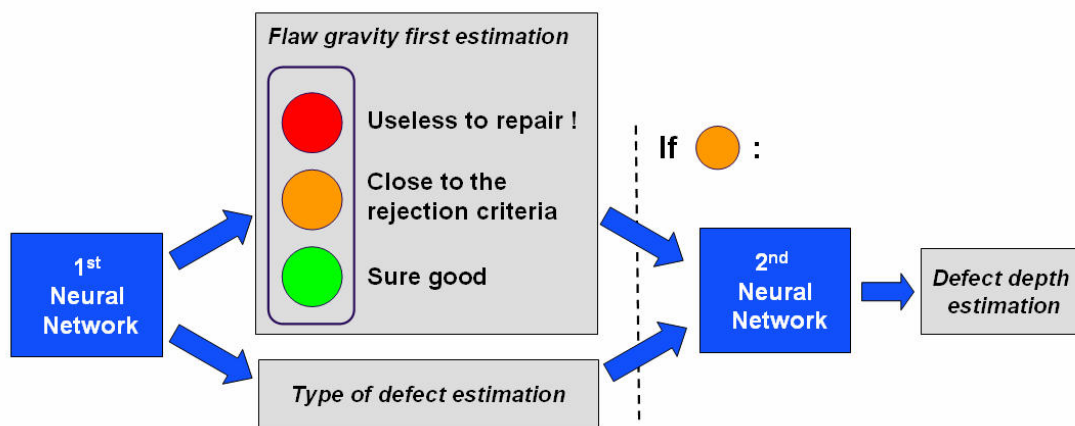 Flaw gravity first estimation
Useless to repair !
Close to the
rejection criteria
Sure good
1st
Neural
Network
Type of defect estimation
If :
2nd
Neural
Network
Defect depth
estimation